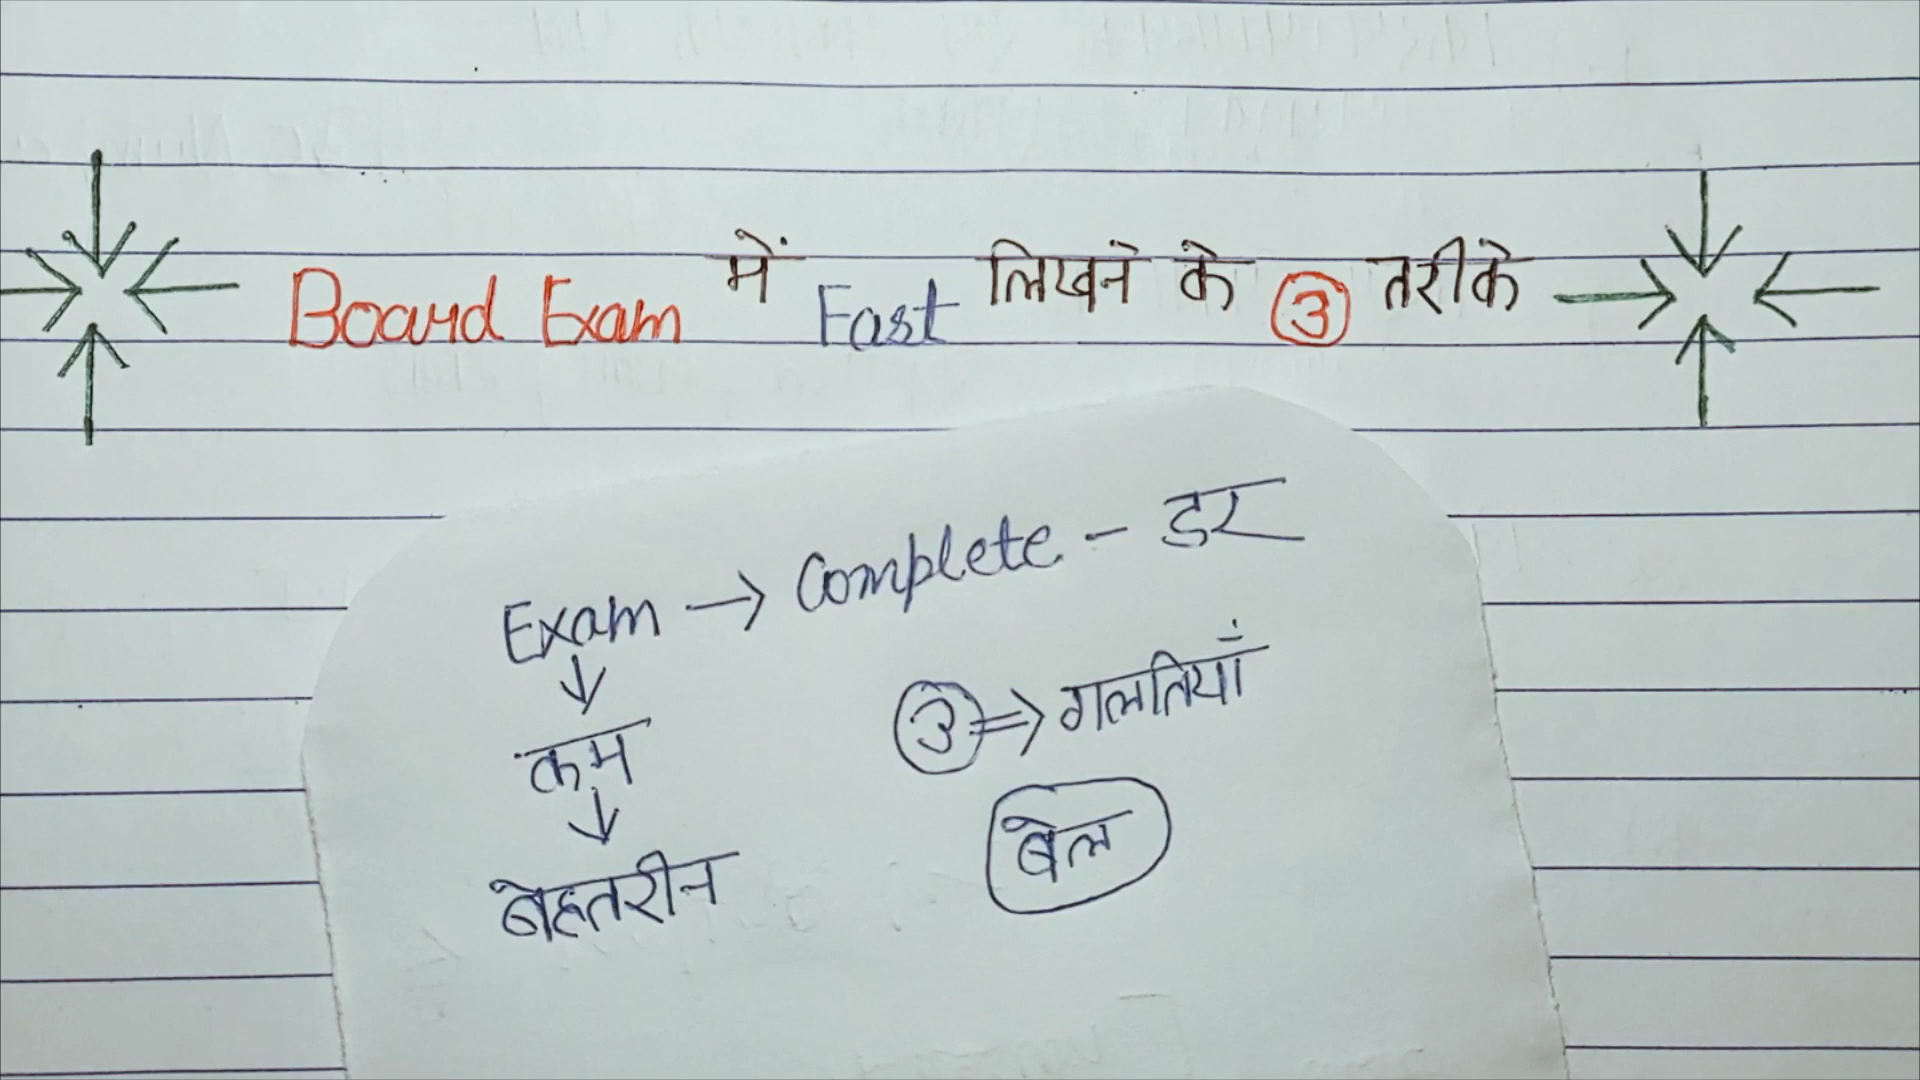 Board Exam में Fast लिखने के 3 तरीके
Exam → Complete - डर
↓
कम
↓
बेहतरीन
3 ⇒ गलतियाँ
बेल